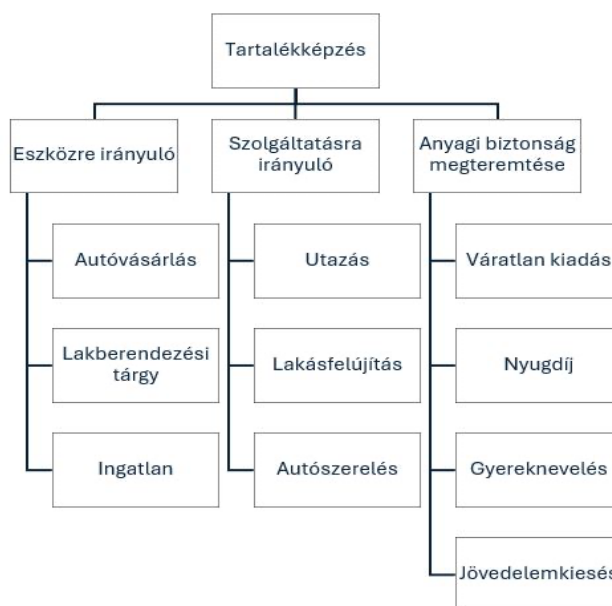 Tartalékképzés
Eszközre irányuló
Szolgáltatásra
irányuló
Anyagi biztonság
megteremtése
Autóvásárlás
Utazás
Váratlan kiadás
Lakberendezési
tárgy
Lakásfelújítás
Nyugdíj
Ingatlan
Autószerelés
Gyereknevelés
Jövedelemkiesés